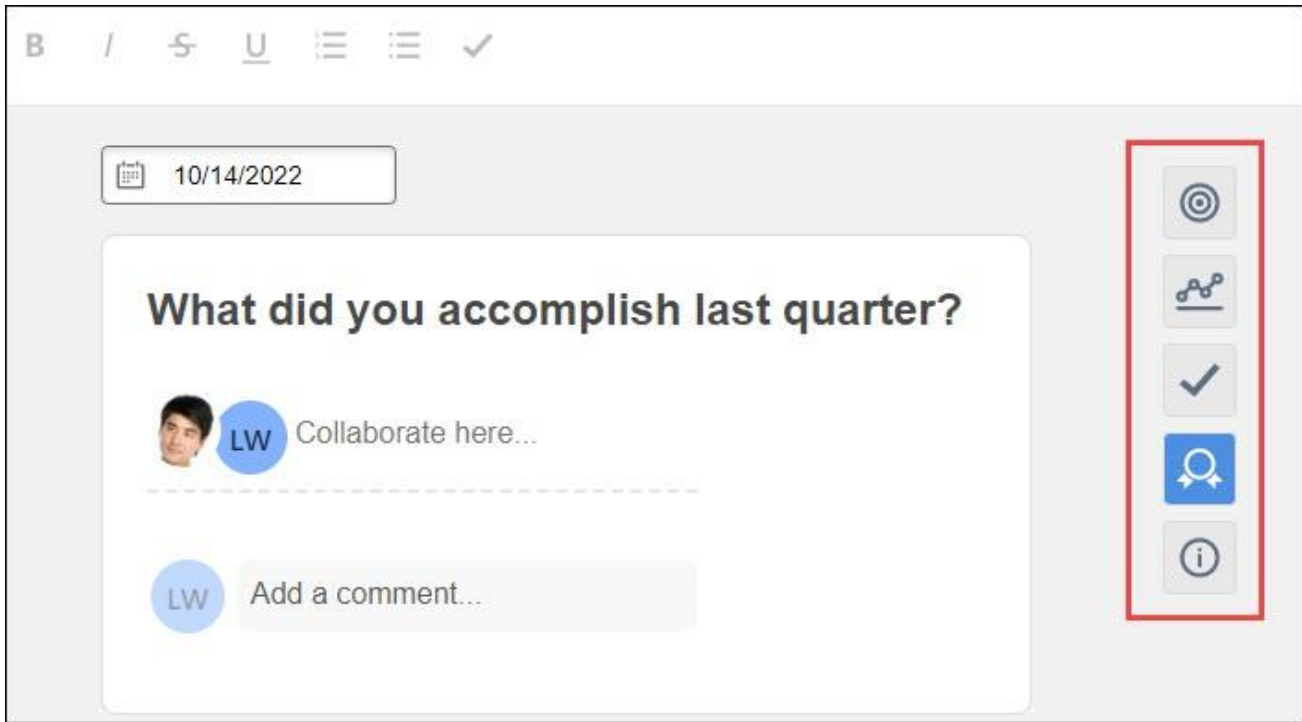 B I S U
10/14/2022
What did you accomplish last quarter?
LW Collaborate here...
LW Add a comment...